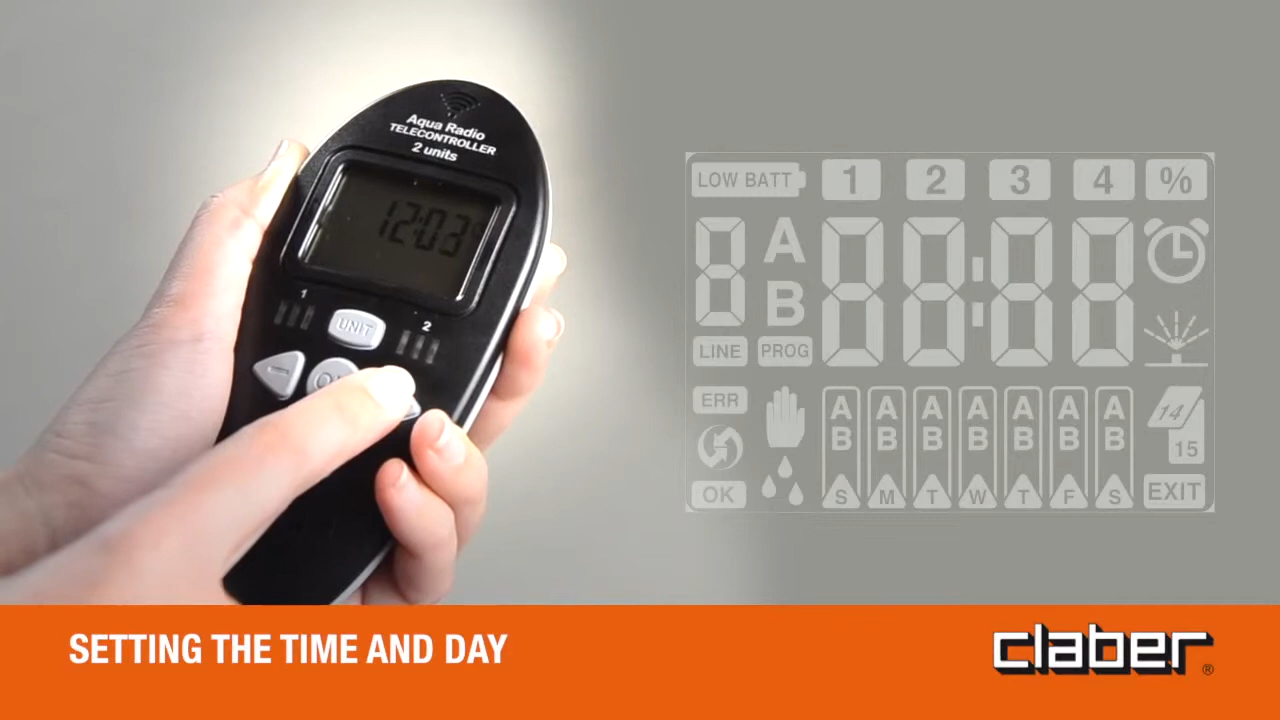 Aqua Radio
TELECONTROLLER
2 units
12:03
1
UNIT
2
LOW BATT 1 2 3 4 %
8 A 88:88
B
LINE PROG
ERR A A A A A A A 14
B B B B B B B 15
OK S M T W T F S EXIT
SETTING THE TIME AND DAY
claber®